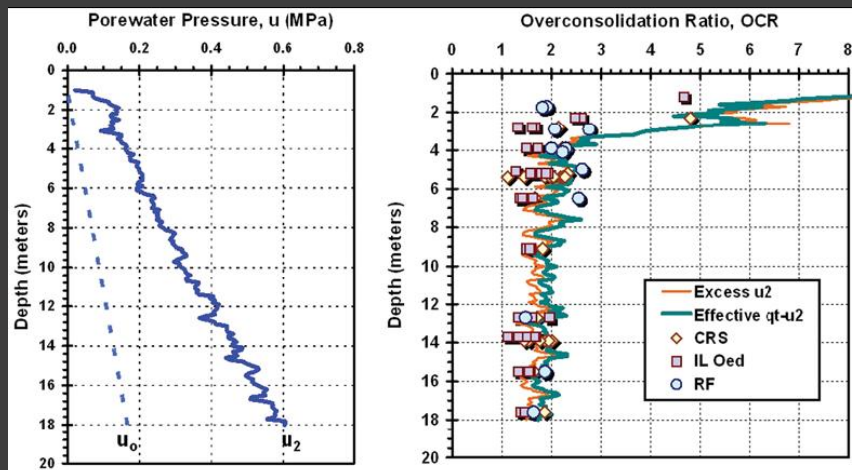 Porewater Pressure, u (MPa)
0.0 0.2 0.4 0.6 0.8
0
2
4
6
8
10
12
14
16
18
20
Depth (meters)
uo
u2
Overconsolidation Ratio, OCR
0 1 2 3 4 5 6 7 8
0
2
4
6
8
10
12
14
16
18
20
Depth (meters)
Excess u2
Effective qt-u2
CRS
IL Oed
RF